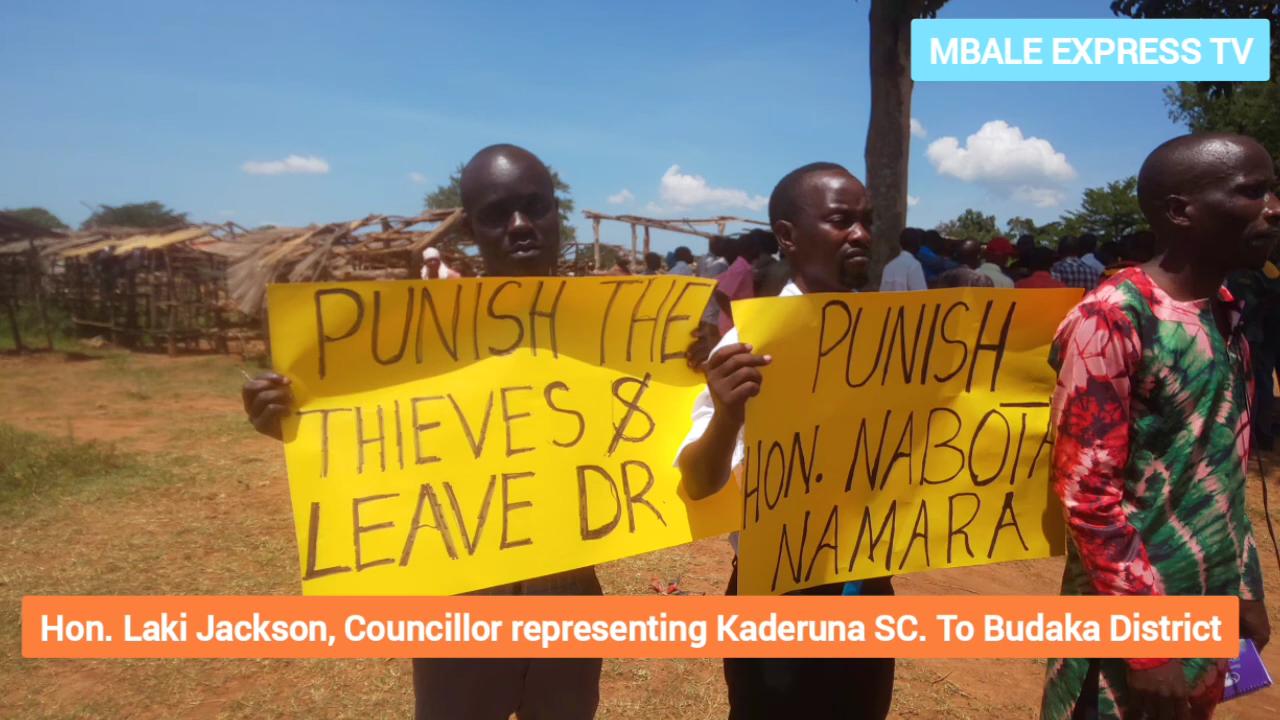 MBALE EXPRESS TV
PUNISH THE
THIEVES $
LEAVE DR.
PUNISH
HON. NABOTA
NAMARA
Hon. Laki Jackson, Councillor representing Kaderuna SC. To Budaka District